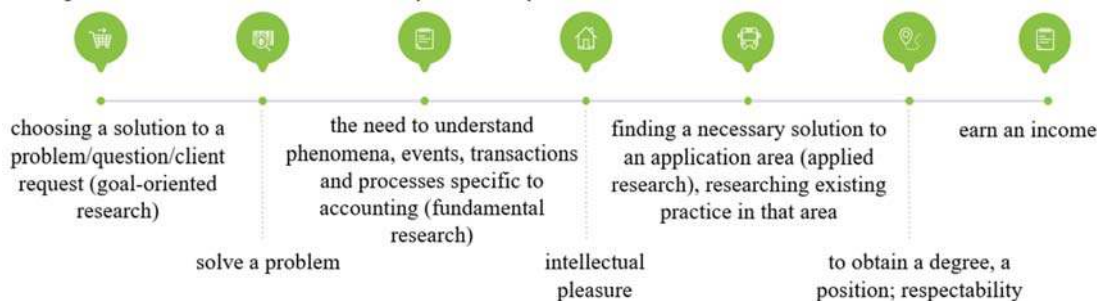 choosing a solution to a
problem/question/client
request (goal-oriented
research)
solve a problem
the need to understand
phenomena, events, transactions
and processes specific to
accounting (fundamental
research)
intellectual
pleasure
finding a necessary solution to
an application area (applied
research), researching existing
practice in that area
to obtain a degree, a
position; respectability
earn an income